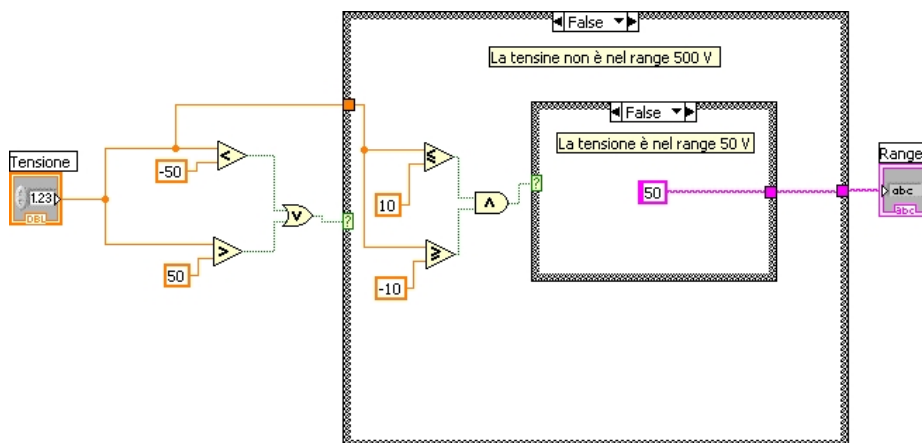 False
La tensine non è nel range 500 V
False
Tensione
La tensione è nel range 50 V
Range
-50
<
≤
?
1.23
10
50
abc
DBL
V
?
Λ
abc
>
≥
50
-10